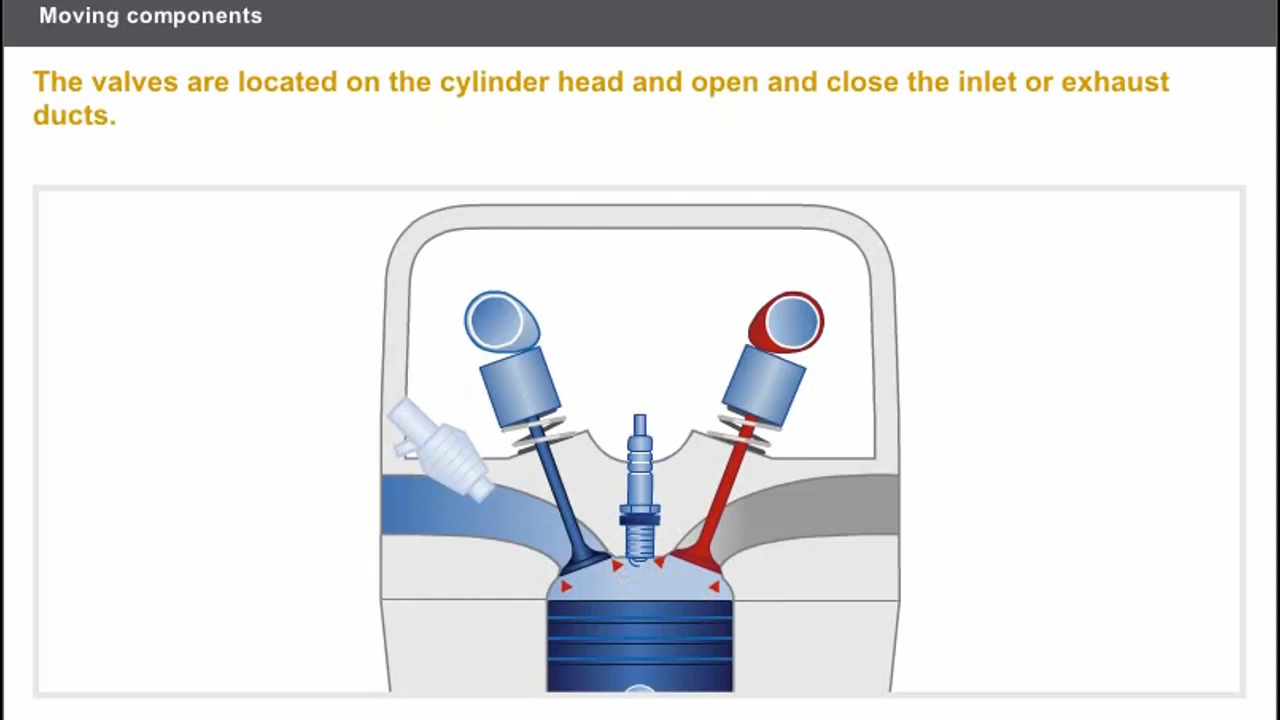 Moving components
The valves are located on the cylinder head and open and close the inlet or exhaust
ducts.